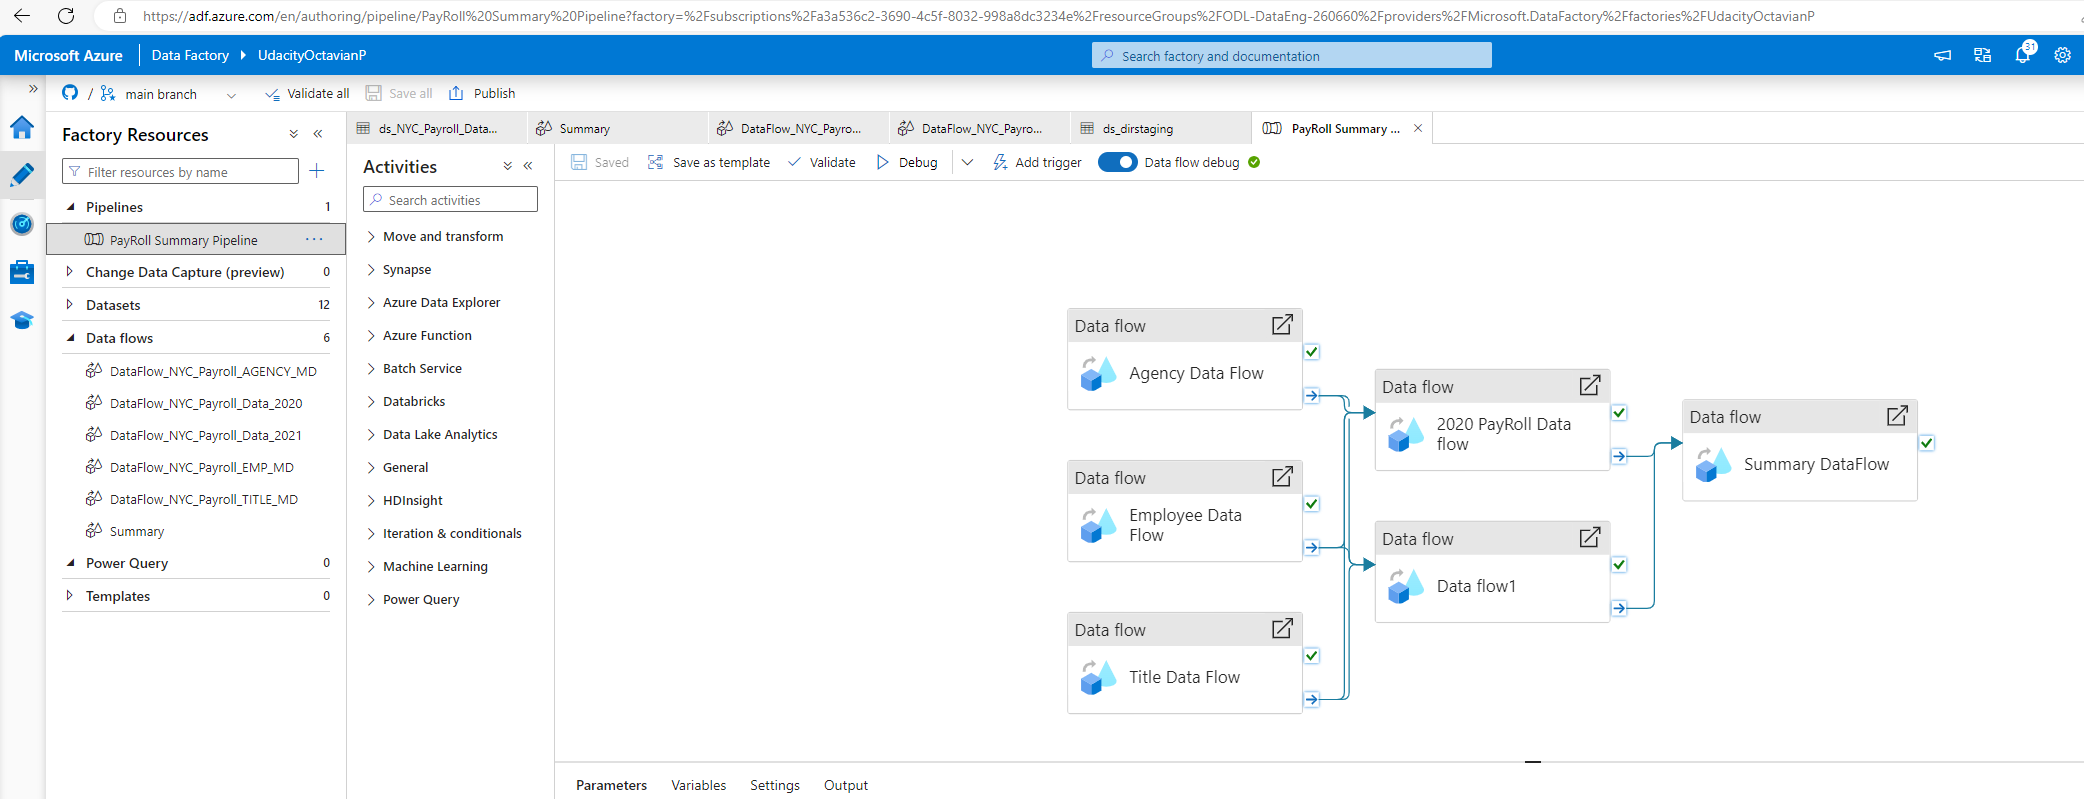 https://adf.azure.com/en/authoring/pipeline/PayRoll%20Summary%20Pipeline?factory=%2Fsubscriptions%2Fa3a536c2-3690-4c5f-8032-998a8dc3234e%2FresourceGroups%2FODL-DataEng-260660%2Fproviders%2FMicrosoft.DataFactory%2Ffactories%2FUdacityOctavianP
Microsoft Azure Data Factory UdacityOctavianP Search factory and documentation 31
/ main branch Validate all Save all Publish
Factory Resources
Filter resources by name
Pipelines 1
PayRoll Summary Pipeline ...
Change Data Capture (preview) 0
Datasets 12
Data flows 6
DataFlow_NYC_Payroll_AGENCY_MD
DataFlow_NYC_Payroll_Data_2020
DataFlow_NYC_Payroll_Data_2021
DataFlow_NYC_Payroll_EMP_MD
DataFlow_NYC_Payroll_TITLE_MD
Summary
Power Query 0
Templates 0
ds_NYC_Payroll_Data... Summary DataFlow_NYC_Payro... DataFlow_NYC_Payro... ds_dirstaging PayRoll Summary ...
Activities
Search activities
Move and transform
Synapse
Azure Data Explorer
Azure Function
Batch Service
Databricks
Data Lake Analytics
General
HDInsight
Iteration & conditionals
Machine Learning
Power Query
Saved Save as template Validate Debug Add trigger Data flow debug
Data flow
Agency Data Flow
Data flow
Employee Data
Flow
Data flow
Title Data Flow
Data flow
2020 PayRoll Data
flow
Data flow
Data flow1
Data flow
Summary DataFlow
Parameters Variables Settings Output